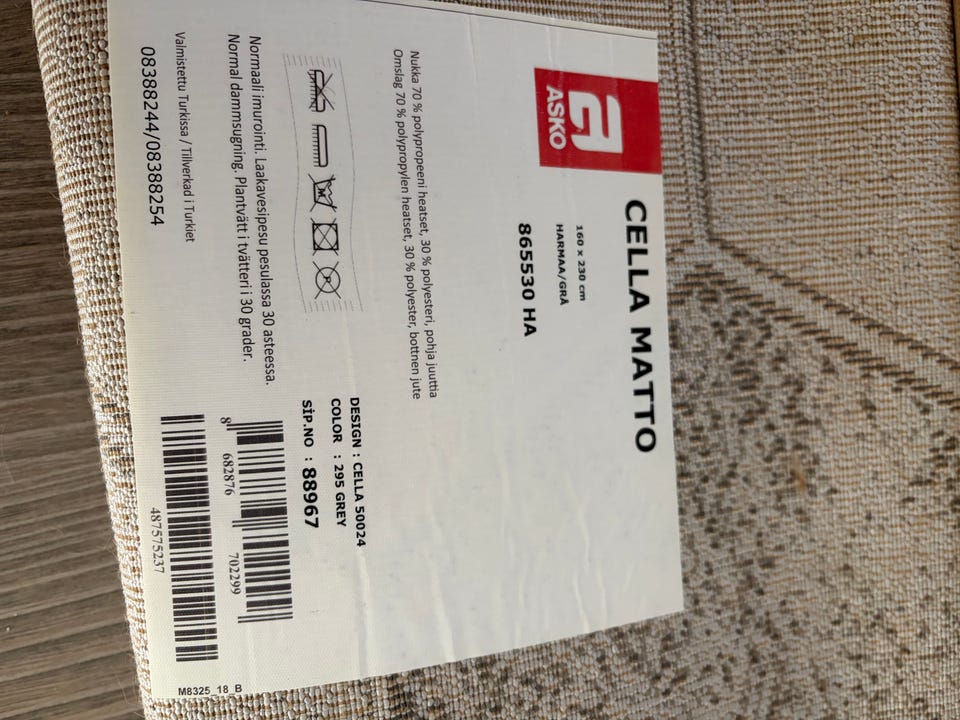 ASKO
CELLA MATTO
160 x 230 cm
HARMAA/GRÅ
865530 HA
Nukka 70 % polypropeeni heatset, 30 % polyesteri, pohja juuttia
Omslag 70 % polypropylen heatset, 30 % polyester, bottnen jute
P
Normaali imurointi. Laakavesipesu pesulassa 30 asteessa.
Normal dammsugning. Plantvätt i tvätteri i 30 grader.
Valmistettu Turkissa / Tillverkad i Turkiet
08388244/08388254
DESIGN : CELLA 50024
COLOR : 295 GREY
SİP.NO : 88967
8 682876 702299
487575237
M8325_18_B